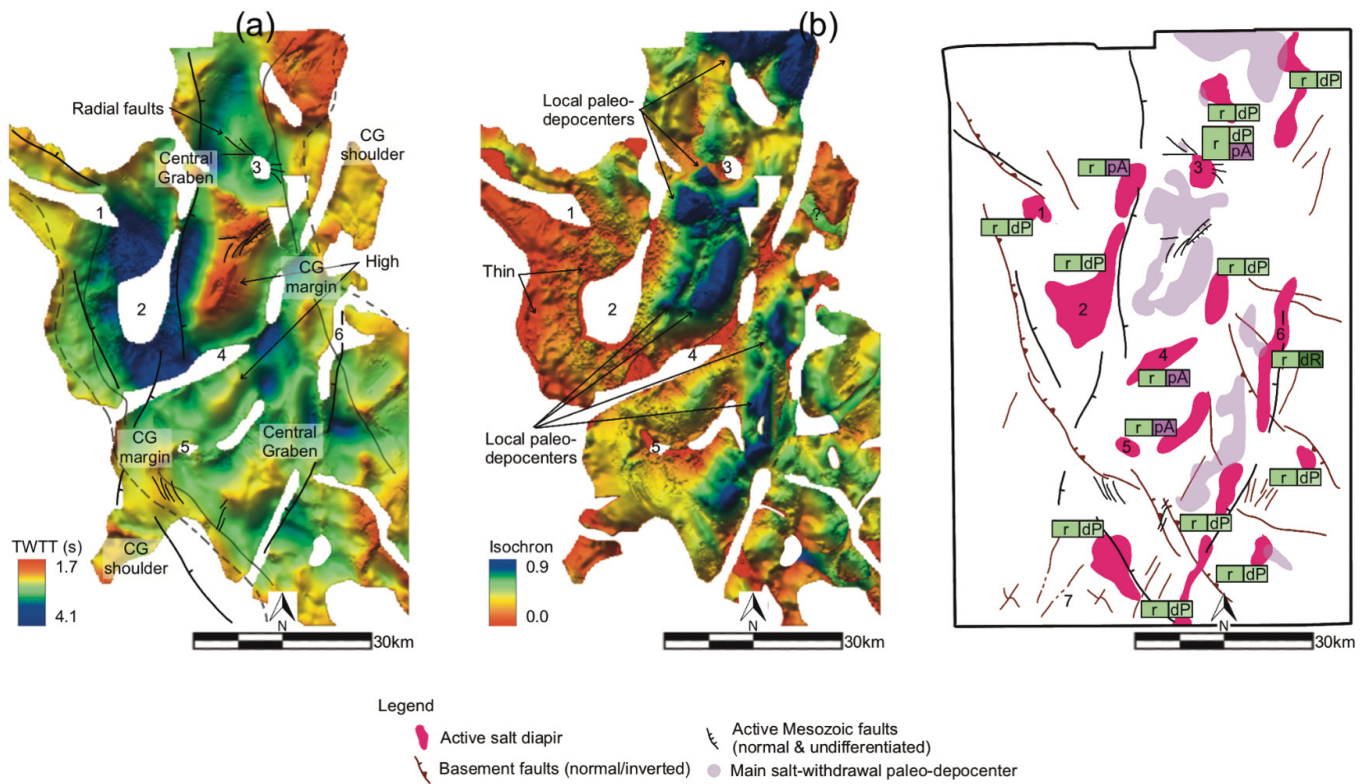 (a)
Radial faults
Central
Graben
3
CG
shoulder
1
2
High
CG
margin
6
4
CG
margin
5
Central
Graben
CG
shoulder
TWTT (s)
1.7
4.1
N
30km
(b)
Local paleo-
depocenters
3
1
?
Thin
2
4
Local paleo-
depocenters
5
Isochron
0.9
0.0
N
30km
r dP
r dP
r dP
pA
3
r pA
1
r dP
r dP
r dP
2
6
4
r dR
r pA
r pA
5
r dP
r dP
r dP
r dP
7
r dP
N
30km
Legend
Active salt diapir
Active Mesozoic faults
(normal & undifferentiated)
Basement faults (normal/inverted)
Main salt-withdrawal paleo-depocenter